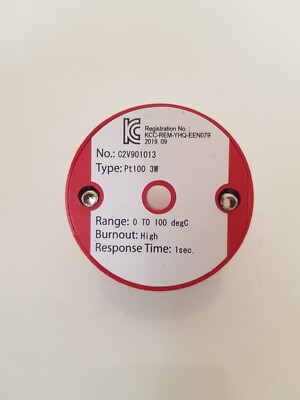 KC
Registration No. :
KCC-REM-YHQ-EEN079
2019. 09
No.: C2V901013
Type: Pt100 3W
Range: 0 TO 100 degC
Burnout: High
Response Time: 1sec.